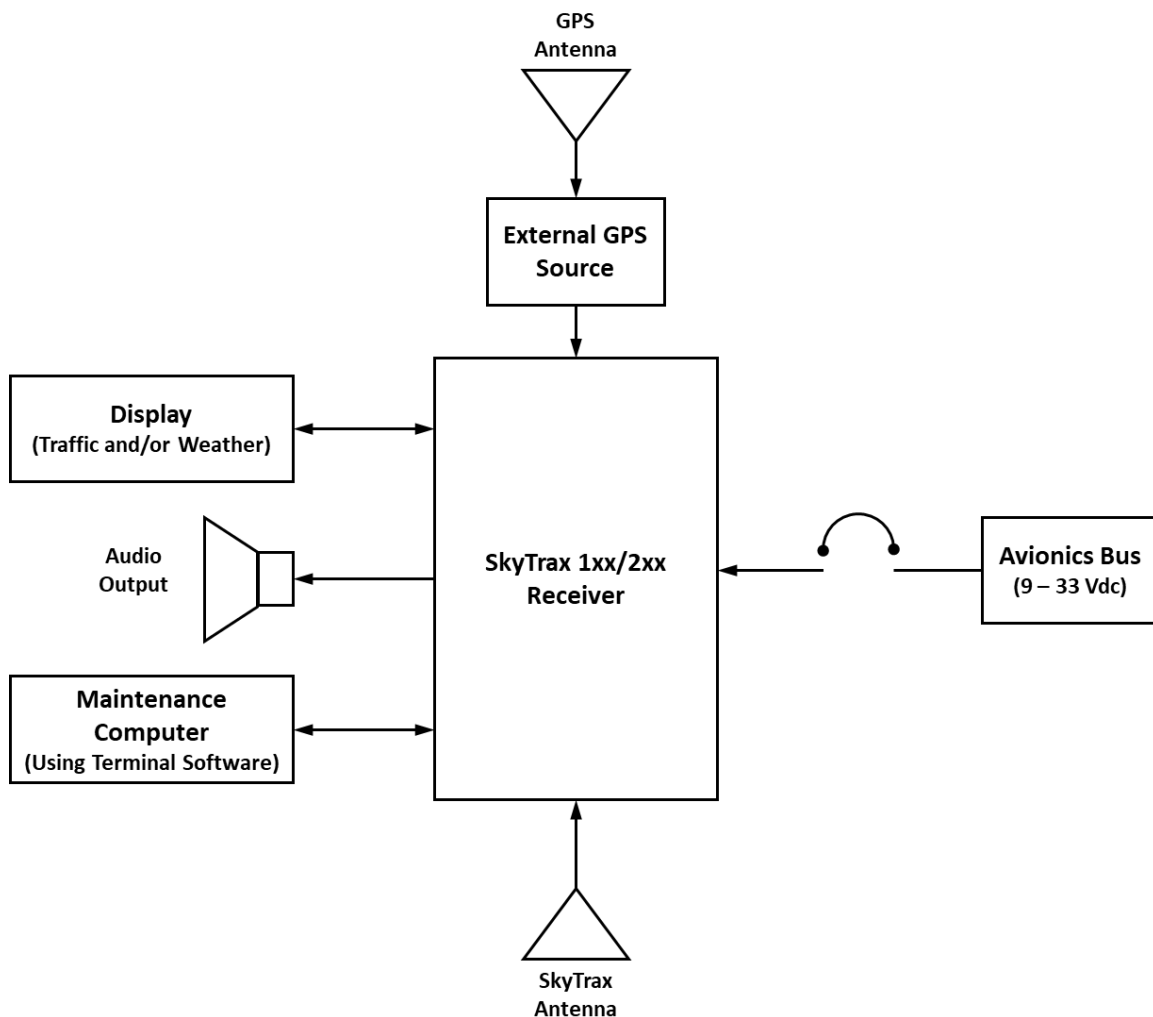 GPS
Antenna
External GPS
Source
Display
(Traffic and/or Weather)
Audio
Output
Maintenance
Computer
(Using Terminal Software)
SkyTrax 1xx/2xx
Receiver
Avionics Bus
(9 – 33 Vdc)
SkyTrax
Antenna